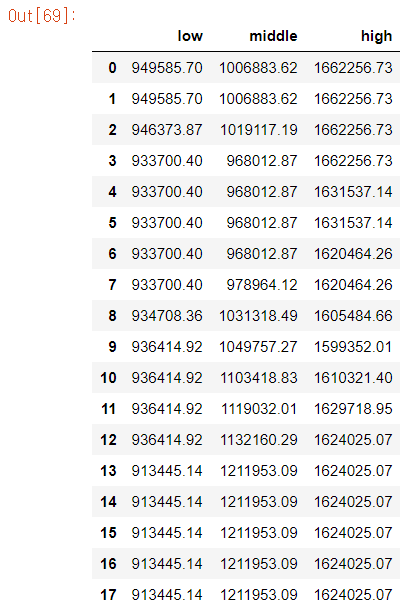 Out[69]:
low middle high
0 949585.70 1006883.62 1662256.73
1 949585.70 1006883.62 1662256.73
2 946373.87 1019117.19 1662256.73
3 933700.40 968012.87 1662256.73
4 933700.40 968012.87 1631537.14
5 933700.40 968012.87 1631537.14
6 933700.40 968012.87 1620464.26
7 933700.40 978964.12 1620464.26
8 934708.36 1031318.49 1605484.66
9 936414.92 1049757.27 1599352.01
10 936414.92 1103418.83 1610321.40
11 936414.92 1119032.01 1629718.95
12 936414.92 1132160.29 1624025.07
13 913445.14 1211953.09 1624025.07
14 913445.14 1211953.09 1624025.07
15 913445.14 1211953.09 1624025.07
16 913445.14 1211953.09 1624025.07
17 913445.14 1211953.09 1624025.07